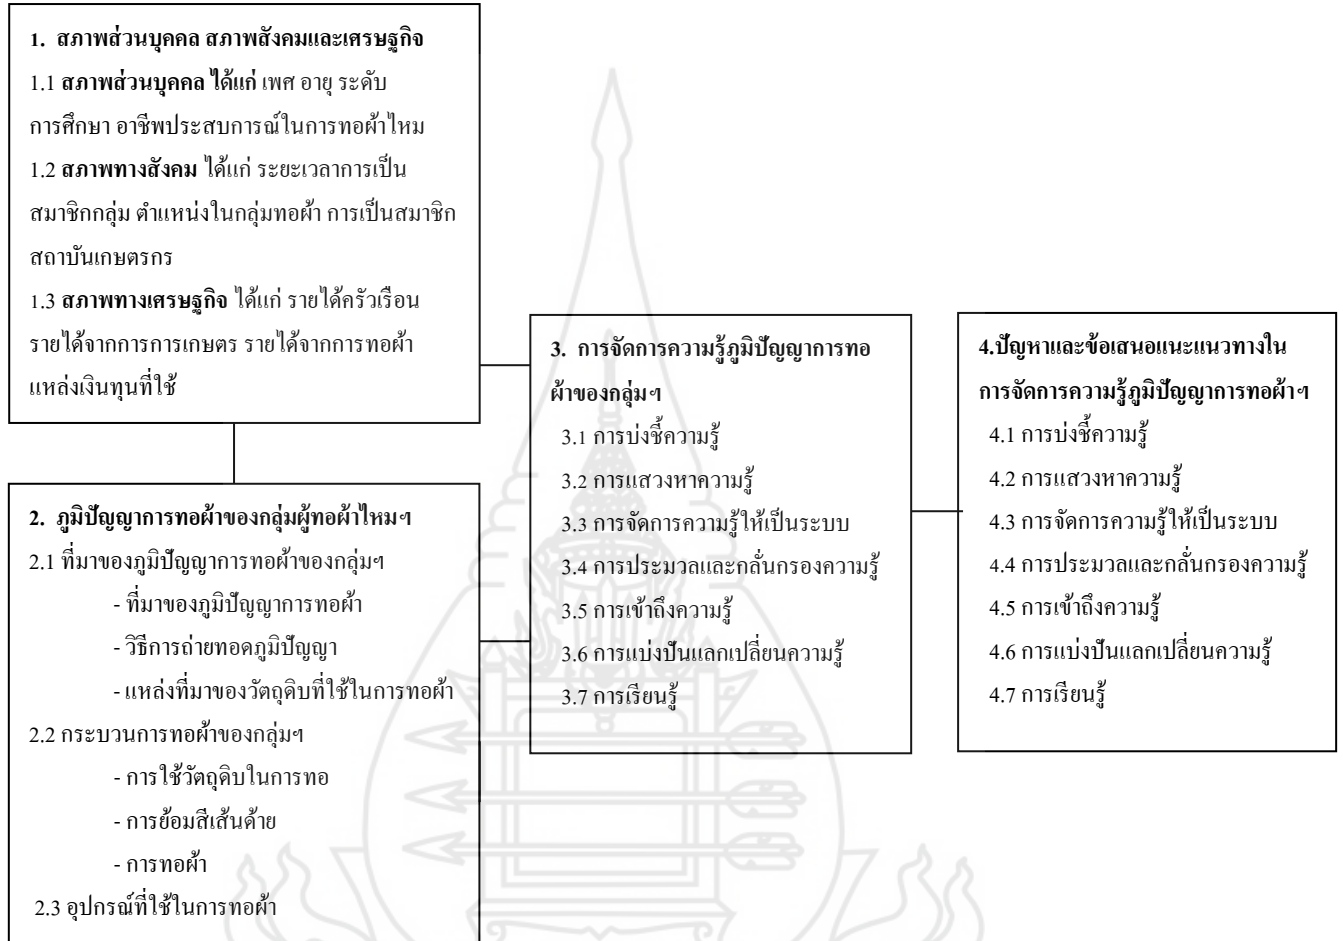 1. สภาพส่วนบุคคล สภาพสังคมและเศรษฐกิจ
1.1 สภาพส่วนบุคคล ได้แก่ เพศ อายุ ระดับ
การศึกษา อาชีพประสบการณ์ในการทอผ้าไหม
1.2 สภาพทางสังคม ได้แก่ ระยะเวลาการเป็น
สมาชิกกลุ่ม ตำแหน่งในกลุ่มทอผ้า การเป็นสมาชิก
สถาบันเกษตรกร
1.3 สภาพทางเศรษฐกิจ ได้แก่ รายได้ครัวเรือน
รายได้จากการการเกษตร รายได้จากการทอผ้า
แหล่งเงินทุนที่ใช้
2. ภูมิปัญญาการทอผ้าของกลุ่มผู้ทอผ้าไหมฯ
2.1 ที่มาของภูมิปัญญาการทอผ้าของกลุ่มฯ
- ที่มาของภูมิปัญญาการทอผ้า
- วิธีการถ่ายทอดภูมิปัญญา
- แหล่งที่มาของวัตถุดิบที่ใช้ในการทอผ้า
2.2 กระบวนการทอผ้าของกลุ่มฯ
- การใช้วัตถุดิบในการทอ
- การย้อมสีเส้นด้าย
- การทอผ้า
2.3 อุปกรณ์ที่ใช้ในการทอผ้า
3. การจัดการความรู้ภูมิปัญญาการทอ
ผ้าของกลุ่มฯ
3.1 การบ่งชี้ความรู้
3.2 การแสวงหาความรู้
3.3 การจัดการความรู้ให้เป็นระบบ
3.4 การประมวลและกลั่นกรองความรู้
3.5 การเข้าถึงความรู้
3.6 การแบ่งปันแลกเปลี่ยนความรู้
3.7 การเรียนรู้
4.ปัญหาและข้อเสนอแนะแนวทางใน
การจัดการความรู้ภูมิปัญญาการทอผ้าฯ
4.1 การบ่งชี้ความรู้
4.2 การแสวงหาความรู้
4.3 การจัดการความรู้ให้เป็นระบบ
4.4 การประมวลและกลั่นกรองความรู้
4.5 การเข้าถึงความรู้
4.6 การแบ่งปันแลกเปลี่ยนความรู้
4.7 การเรียนรู้